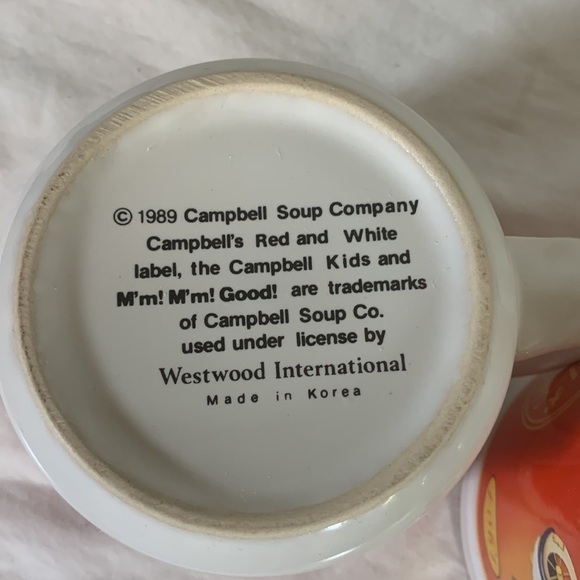 © 1989 Campbell Soup Company
Campbell's Red and White
label, the Campbell Kids and
M'm! M'm! Good! are trademarks
of Campbell Soup Co.
used under license by
Westwood International
Made in Korea